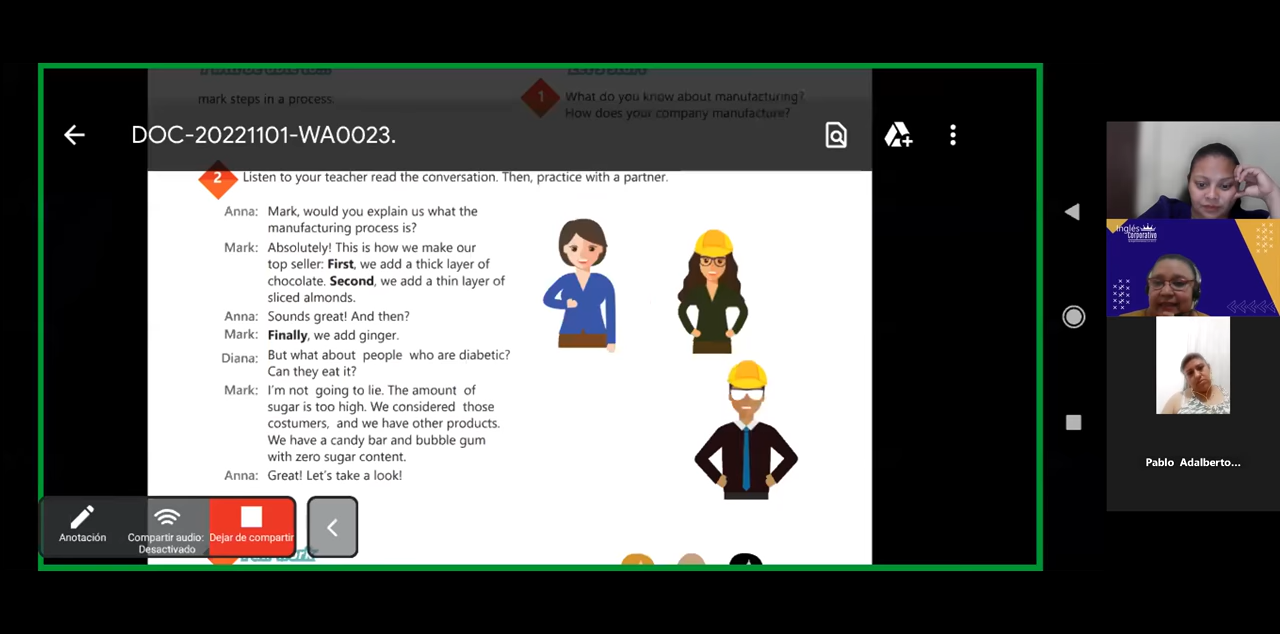 mark steps in a process.
1
What do you know about manufacturing?
How does your company manufacture?
DOC-20221101-WA0023.
2
Listen to your teacher read the conversation. Then, practice with a partner.
Anna: Mark, would you explain us what the
manufacturing process is?
Mark: Absolutely! This is how we make our
top seller: First, we add a thick layer of
chocolate. Second, we add a thin layer of
sliced almonds.
Anna: Sounds great! And then?
Mark: Finally, we add ginger.
Diana: But what about people who are diabetic?
Can they eat it?
Mark: I'm not going to lie. The amount of
sugar is too high. We considered those
costumers, and we have other products.
We have a candy bar and bubble gum
with zero sugar content.
Anna: Great! Let's take a look!
Anotación
Compartir audio:
Desactivado
Dejar de compartir
Inglés
Corporativo
Pablo Adalberto...